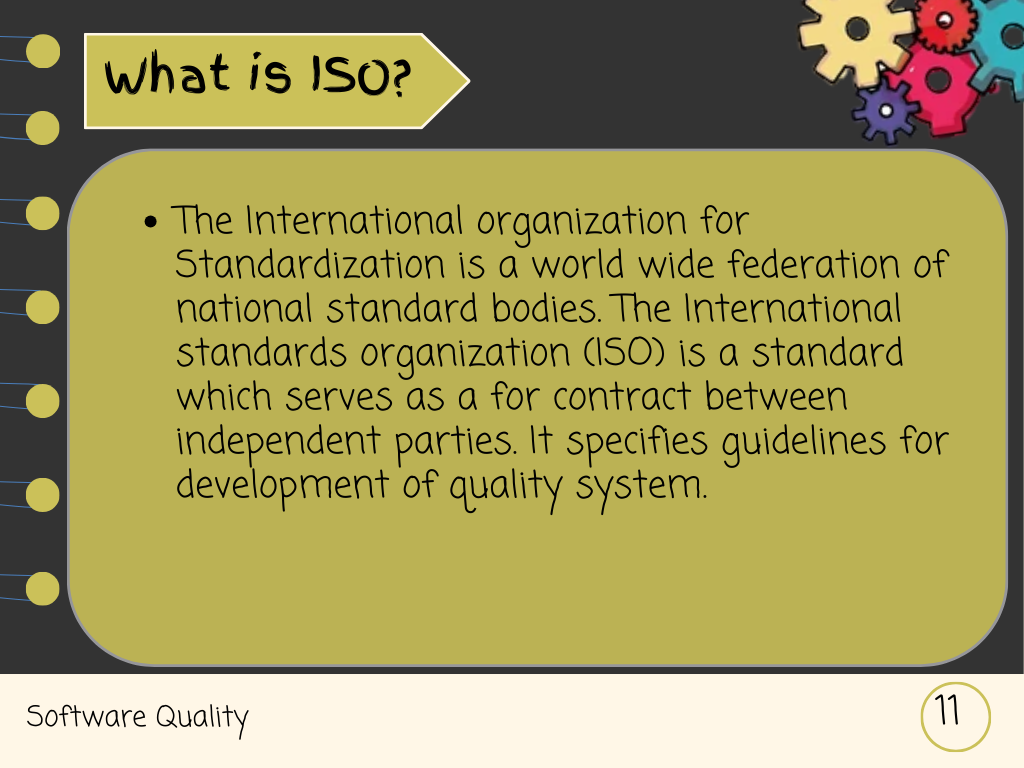 What is ISO?
• The International organization for
Standardization is a world wide federation of
national standard bodies. The International
standards organization (ISO) is a standard
which serves as a for contract between
independent parties. It specifies guidelines for
development of quality system.
Software Quality
11